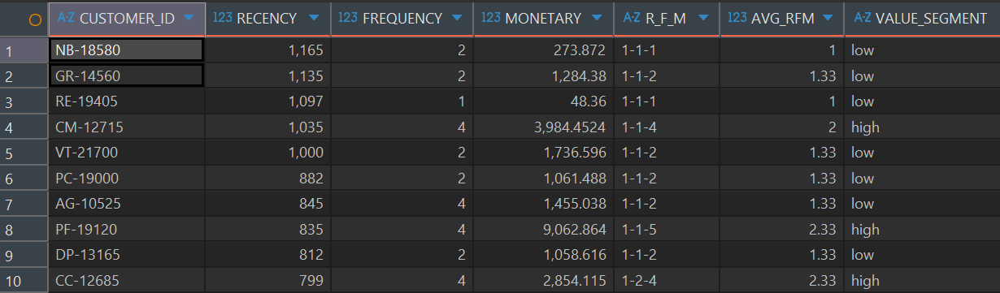 A-Z CUSTOMER_ID 123 RECENCY 123 FREQUENCY 123 MONETARY A-Z R_F_M 123 AVG_RFM A-Z VALUE_SEGMENT
1 NB-18580 1,165 2 273.872 1-1-1 1 low
2 GR-14560 1,135 2 1,284.38 1-1-2 1.33 low
3 RE-19405 1,097 1 48.36 1-1-1 1 low
4 CM-12715 1,035 4 3,984.4524 1-1-4 2 high
5 VT-21700 1,000 2 1,736.596 1-1-2 1.33 low
6 PC-19000 882 2 1,061.488 1-1-2 1.33 low
7 AG-10525 845 4 1,455.038 1-1-2 1.33 low
8 PF-19120 835 4 9,062.864 1-1-5 2.33 high
9 DP-13165 812 2 1,058.616 1-1-2 1.33 low
10 CC-12685 799 4 2,854.115 1-2-4 2.33 high